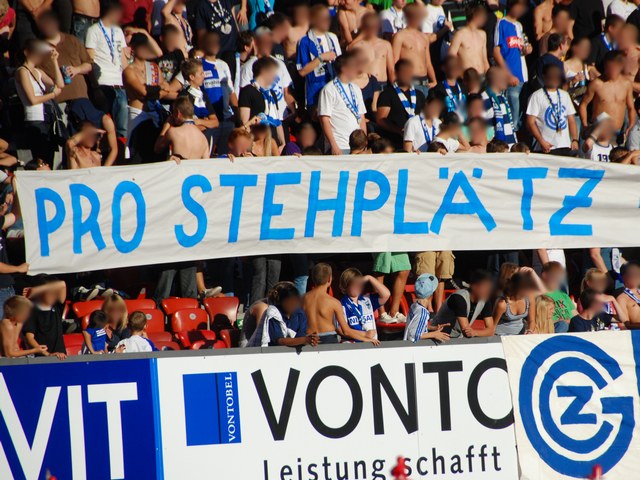 PRO STEHPLÄTZ
VIT
VONTOBEL
VONTO
Leistung schafft
GCZ